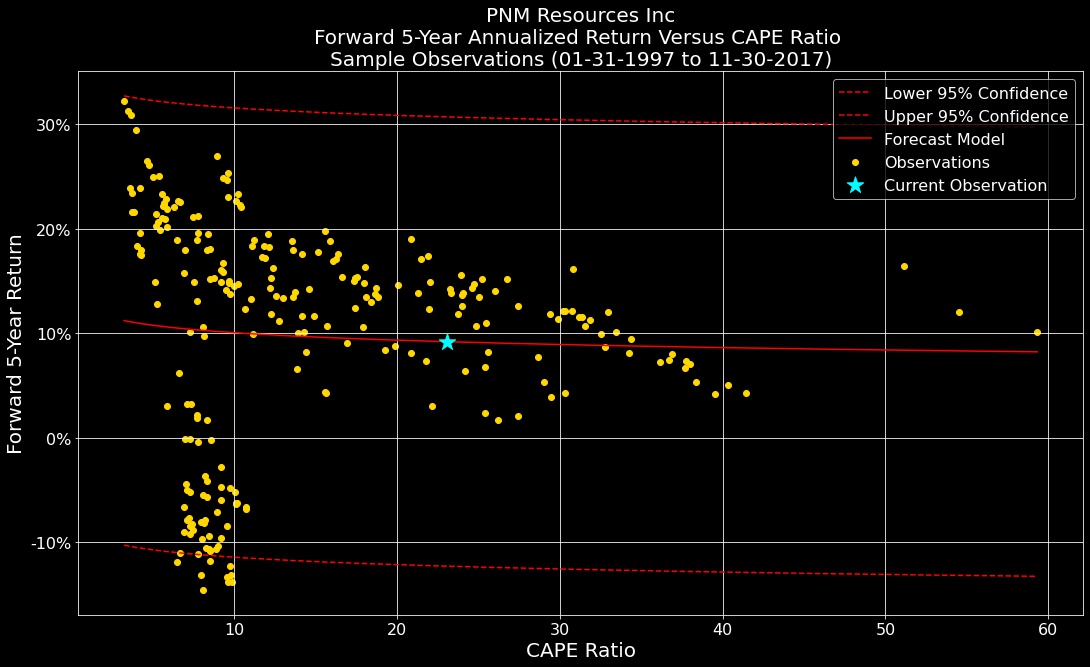 PNM Resources Inc
Forward 5-Year Annualized Return Versus CAPE Ratio
Sample Observations (01-31-1997 to 11-30-2017)
Lower 95% Confidence
Upper 95% Confidence
Forecast Model
Observations
Current Observation
Forward 5-Year Return
30%
20%
10%
0%
-10%
10
20
30
40
50
60
CAPE Ratio